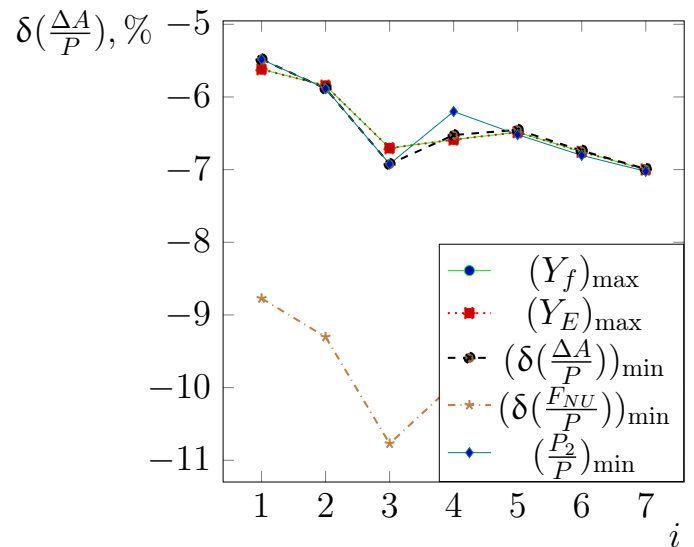 δ(ΔA/P), %
−5
−6
−7
−8
−9
−10
−11
1 2 3 4 5 6 7
i
(Y_f)_max
(Y_E)_max
(δ(ΔA/P))_min
(δ(F_NU/P))_min
(P_2/P)_min